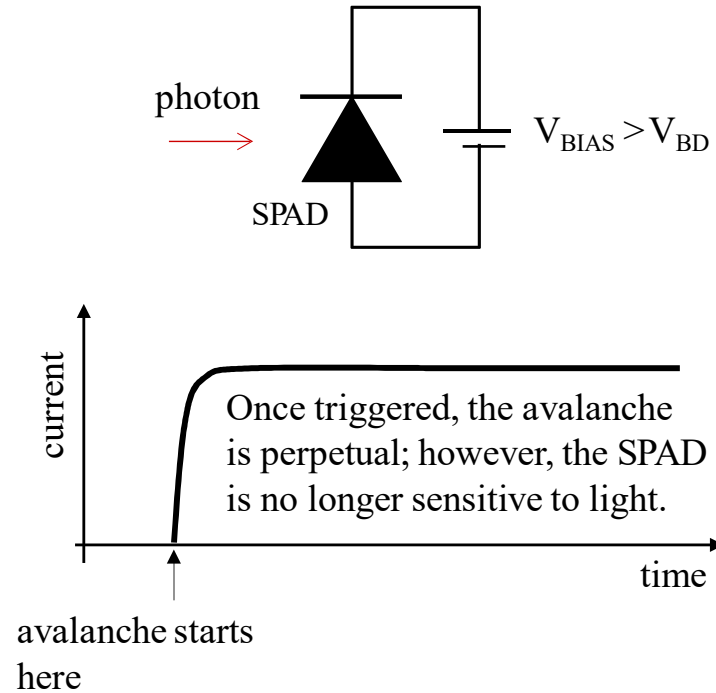 photon
V_BIAS > V_BD
SPAD
current
Once triggered, the avalanche
is perpetual; however, the SPAD
is no longer sensitive to light.
time
avalanche starts
here